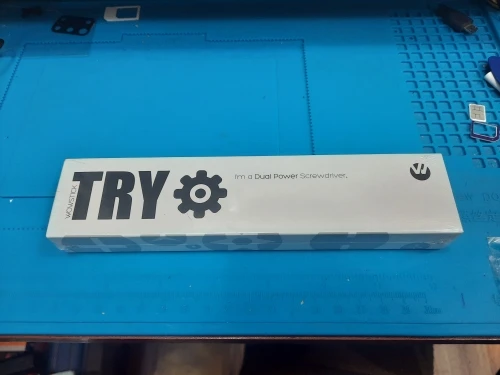 WOWSTICK
TRY
I'm a Dual Power Screwdriver.